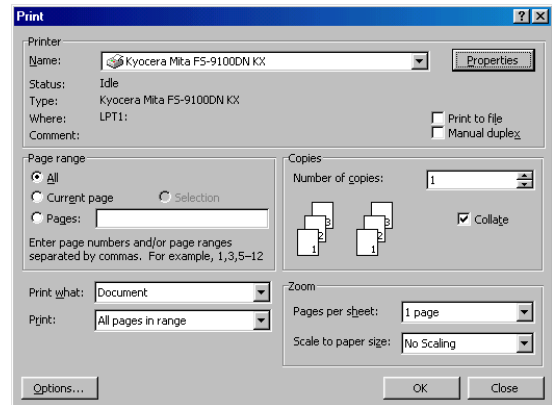 Print
Printer
Name: Kyocera Mita FS-9100DN KX Properties
Status: Idle
Type: Kyocera Mita FS-9100DN KX
Where: LPT1: Print to file
Comment: Manual duplex
Page range
All
Current page Selection
Pages:
Enter page numbers and/or page ranges
separated by commas. For example, 1,3,5–12
Copies
Number of copies: 1
3 3
2 2
1 1
Collate
Print what: Document
Print: All pages in range
Zoom
Pages per sheet: 1 page
Scale to paper size: No Scaling
Options... OK Close